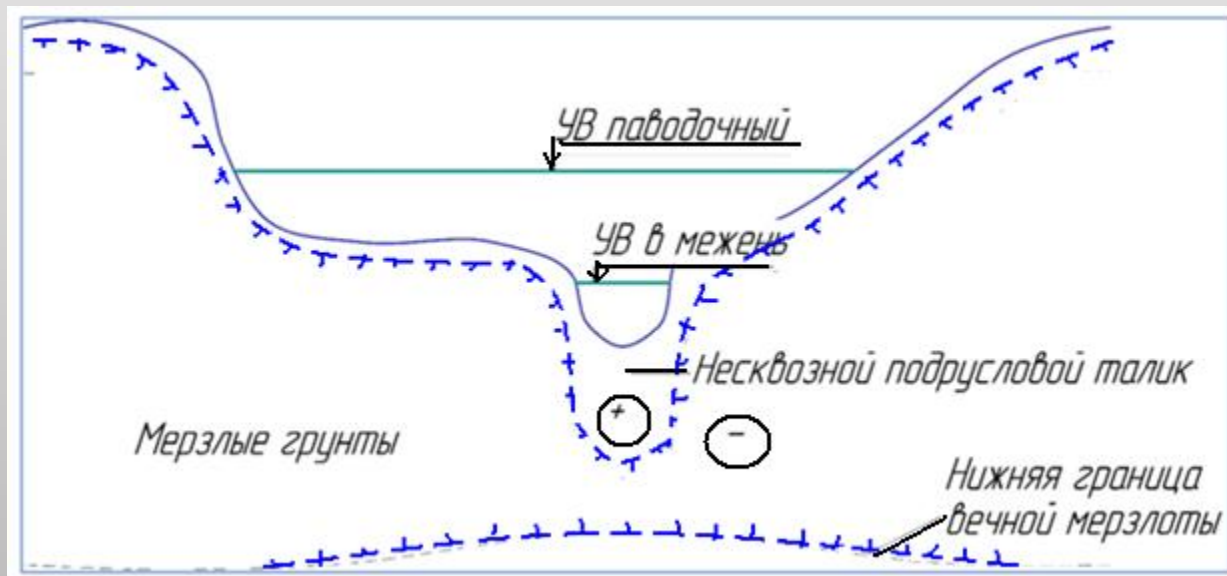 УВ паводочный
УВ в межень
Несквозной подрусловой талик
+
-
Мерзлые грунты
Нижняя граница
вечной мерзлоты